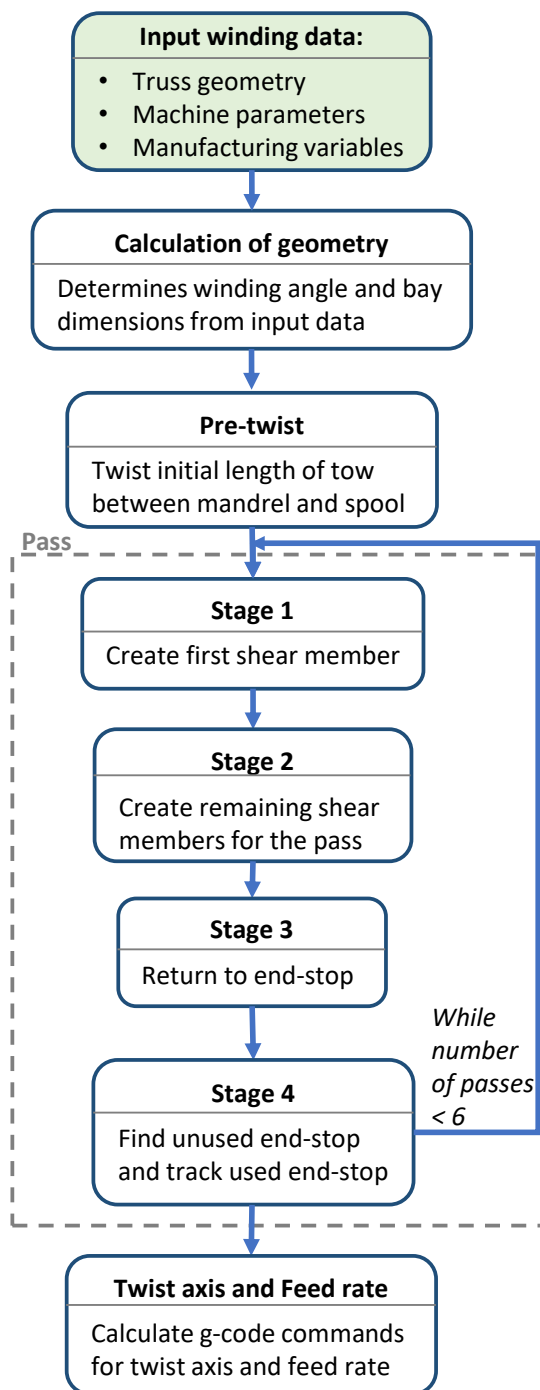 Input winding data:
• Truss geometry
• Machine parameters
• Manufacturing variables
Calculation of geometry
Determines winding angle and bay
dimensions from input data
Pre-twist
Twist initial length of tow
between mandrel and spool
Pass
Stage 1
Create first shear member
Stage 2
Create remaining shear
members for the pass
Stage 3
Return to end-stop
While
number
of passes
< 6
Stage 4
Find unused end-stop
and track used end-stop
Twist axis and Feed rate
Calculate g-code commands
for twist axis and feed rate